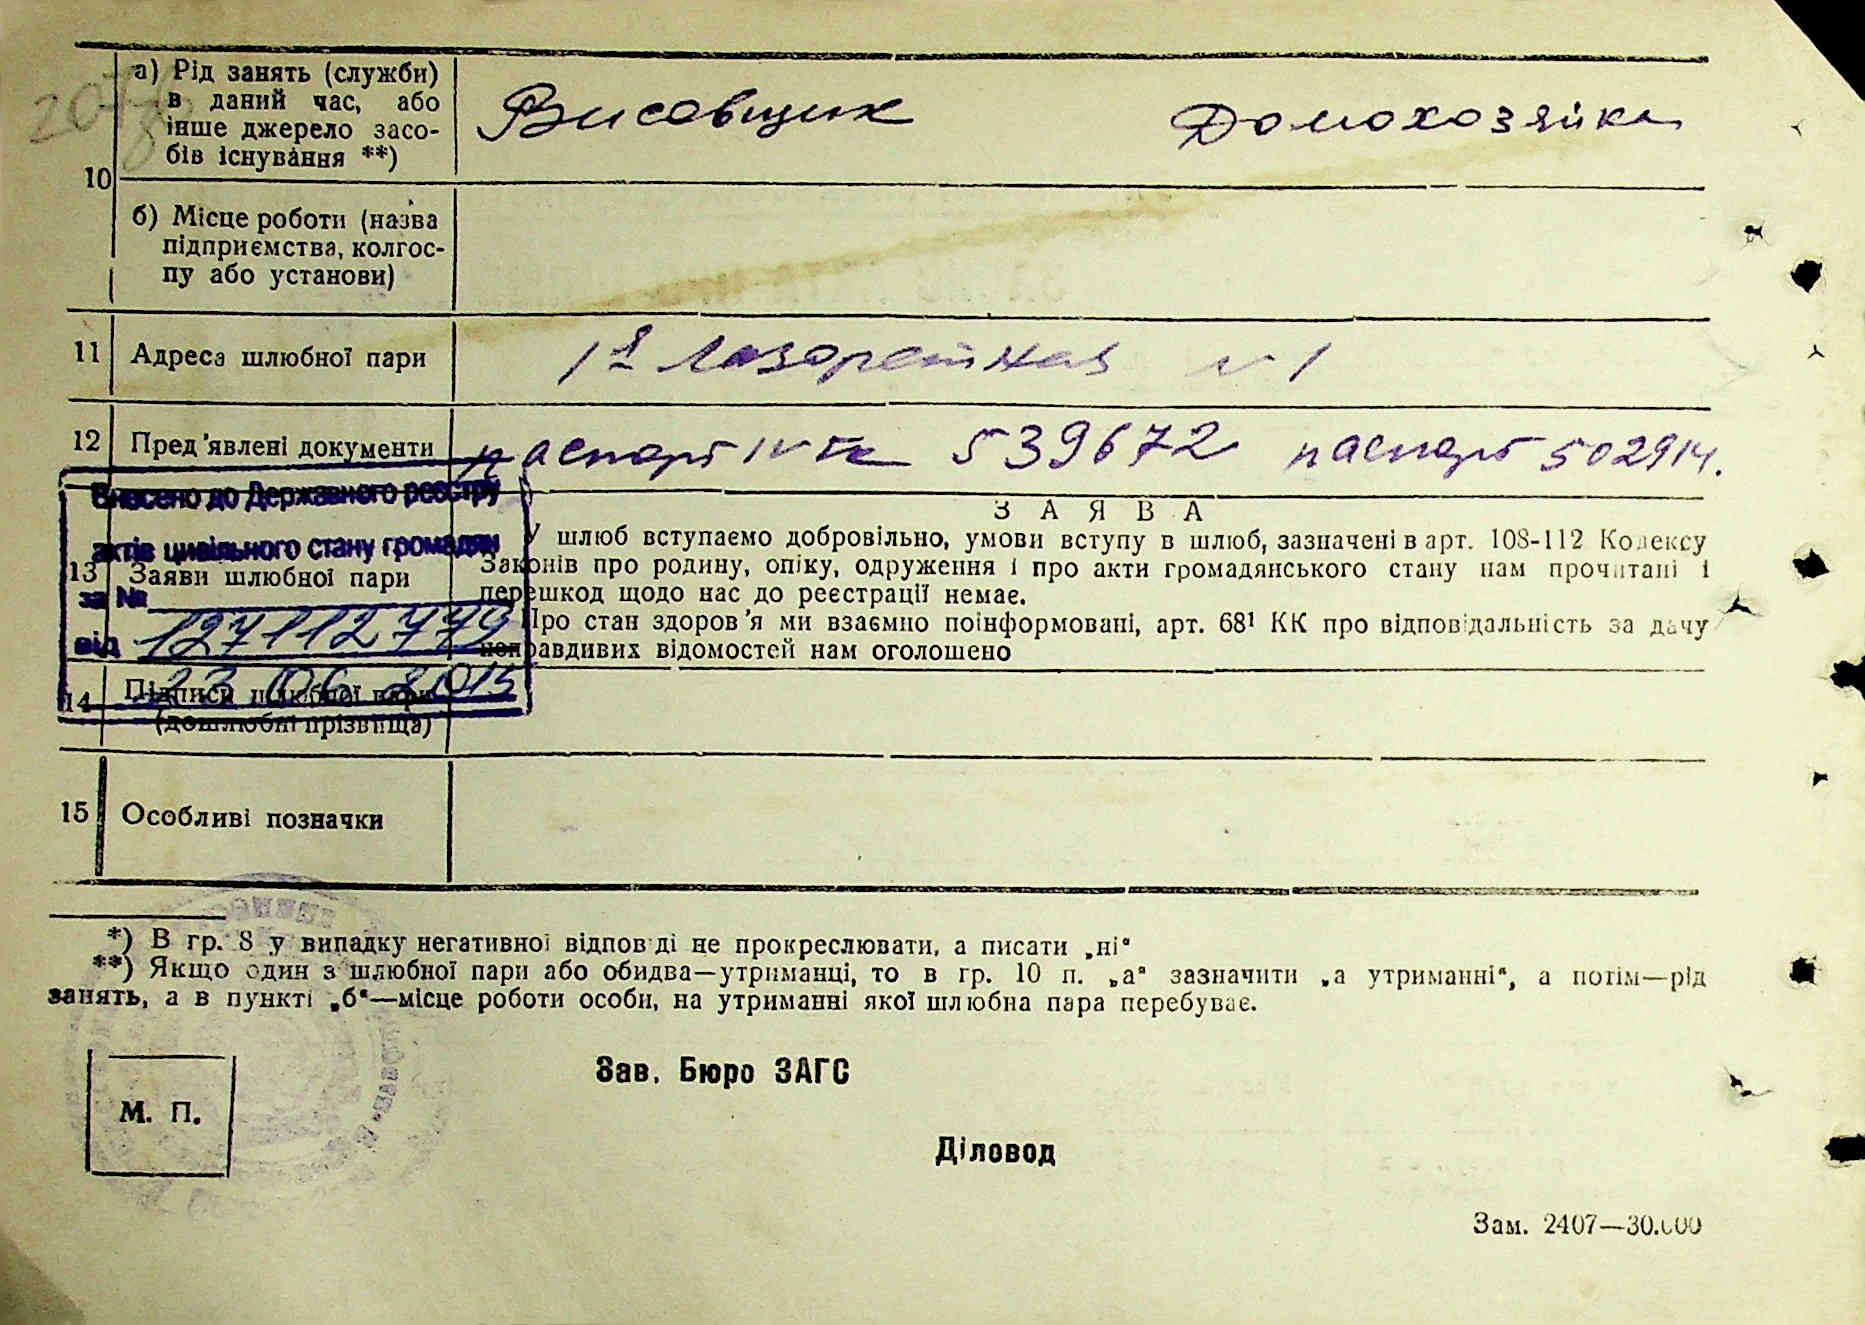 10
а) Рід занять (служби)
в даний час, або
інше джерело засо-
бів існування **)
Висовщик
Домохозяйка
б) Місце роботи (назва
підприємства, колгос-
пу або установи)
11
Адреса шлюбної пари
1я Лазоретная № 1
12
Пред'явлені документи
паспорт 539672 паспорт 502914.
Внесено до Державного реєстру
актів цивільного стану громадян
за №
127112779
від
23 06 2015
13
Заяви шлюбної пари
ЗАЯВА
У шлюб вступаємо добровільно, умови вступу в шлюб, зазначені в арт. 108-112 Кодексу
Законів про родину, опіку, одруження і про акти громадянського стану нам прочитані і
перешкод щодо нас до реєстрації немає.
Про стан здоров'я ми взаємно поінформовані, арт. 68¹ КК про відповідальність за дачу
неправдивих відомостей нам оголошено
14
Підписи шлюбної пари
(дошлюбні прізвища)
15
Особливі позначки
*) В гр. 8 у випадку негативної відповіді не прокреслювати, а писати „ні“
**) Якщо один з шлюбної пари або обидва—утриманці, то в гр. 10 п. „а“ зазначити „а утриманні“, а потім—рід
занять, а в пункті „б“—місце роботи особи, на утриманні якої шлюбна пара перебуває.
Зав. Бюро ЗАГС
М. П.
Діловод
Зам. 2407—30.000